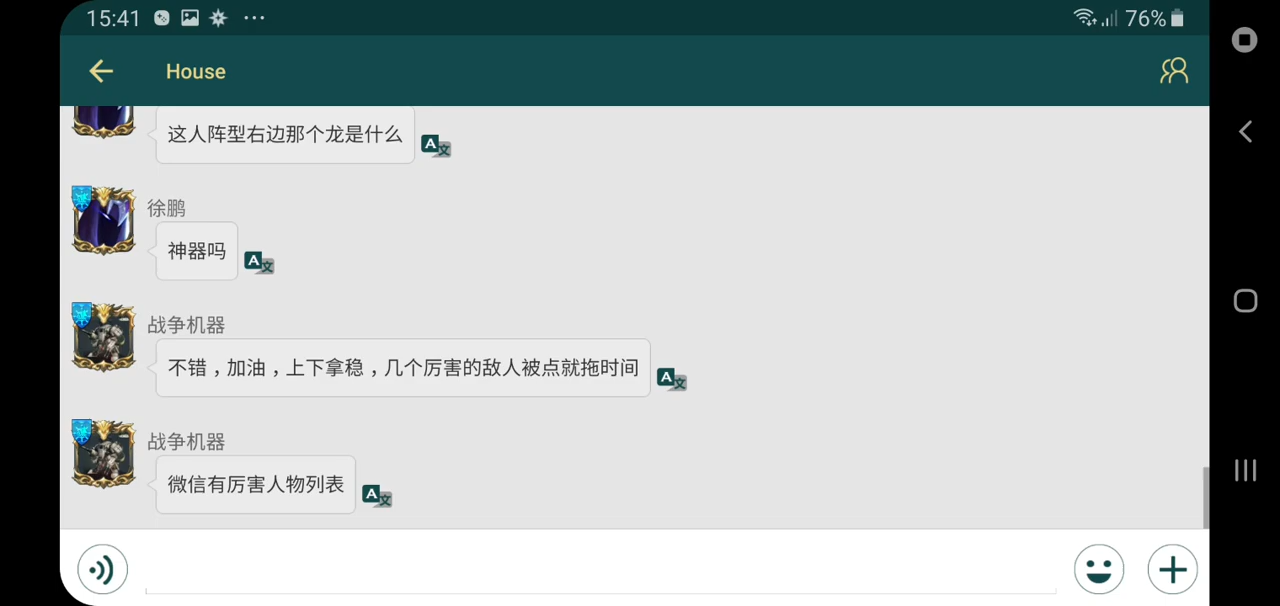 15:41
76%
House
这人阵型右边那个龙是什么
徐鹏
神器吗
战争机器
不错，加油，上下拿稳，几个厉害的敌人被点就拖时间
战争机器
微信有厉害人物列表